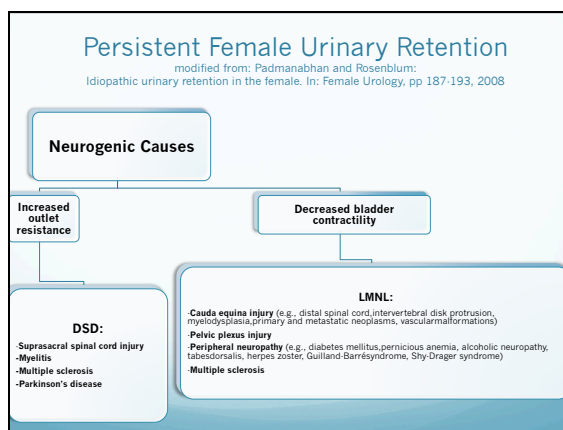 Persistent Female Urinary Retention
modified from: Padmanabhan and Rosenblum:
Idiopathic urinary retention in the female. In: Female Urology, pp 187-193, 2008
Neurogenic Causes
Increased
outlet
resistance
Decreased bladder
contractility
DSD:
-Suprasacral spinal cord injury
-Myelitis
-Multiple sclerosis
-Parkinson's disease
LMNL:
-Cauda equina injury (e.g., distal spinal cord,intervertebral disk protrusion,
myelodysplasia,primary and metastatic neoplasms, vascularmalformations)
-Pelvic plexus injury
-Peripheral neuropathy (e.g., diabetes mellitus,pernicious anemia, alcoholic neuropathy,
tabesdorsalis, herpes zoster, Guilland-Barrésyndrome, Shy-Drager syndrome)
-Multiple sclerosis